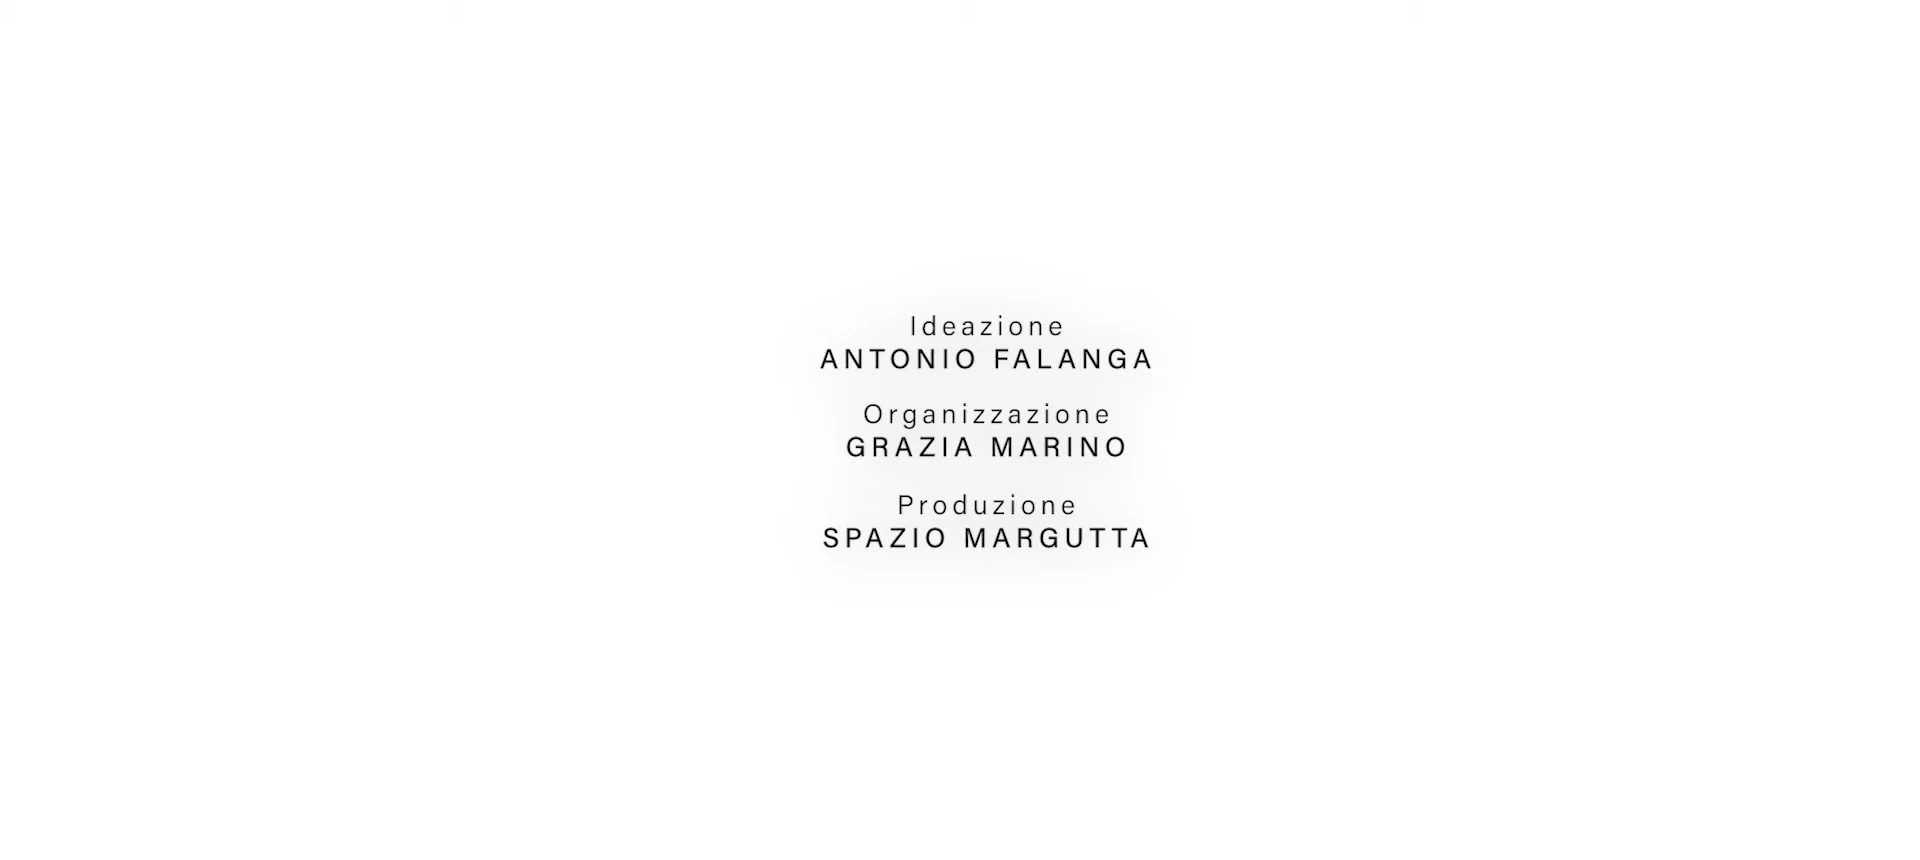 Ideazione
ANTONIO FALANGA
Organizzazione
GRAZIA MARINO
Produzione
SPAZIO MARGUTTA